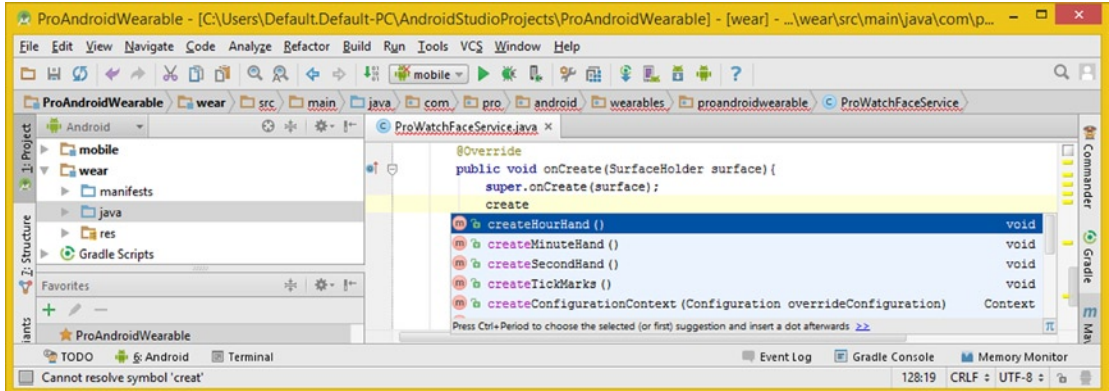 ProAndroidWearable - [C:\Users\Default.Default-PC\AndroidStudioProjects\ProAndroidWearable] - [wear] - ...\wear\src\main\java\com\p...
File Edit View Navigate Code Analyze Refactor Build Run Tools VCS Window Help
mobile
ProAndroidWearable wear src main java com pro android wearables proandroidwearable ProWatchFaceService
Android
ProWatchFaceService.java
1: Project
mobile
wear
manifests
java
res
Gradle Scripts
Z: Structure
Favorites
ProAndroidWearable
@Override
public void onCreate(SurfaceHolder surface){
super.onCreate(surface);
create
createHourHand() void
createMinuteHand() void
createSecondHand() void
createTickMarks() void
createConfigurationContext(Configuration overrideConfiguration) Context
Press Ctrl+Period to choose the selected (or first) suggestion and insert a dot afterwards >>
π
Commander
Gradle
m
TODO 6: Android Terminal Event Log Gradle Console Memory Monitor
Cannot resolve symbol 'creat' 128:19 CRLF UTF-8